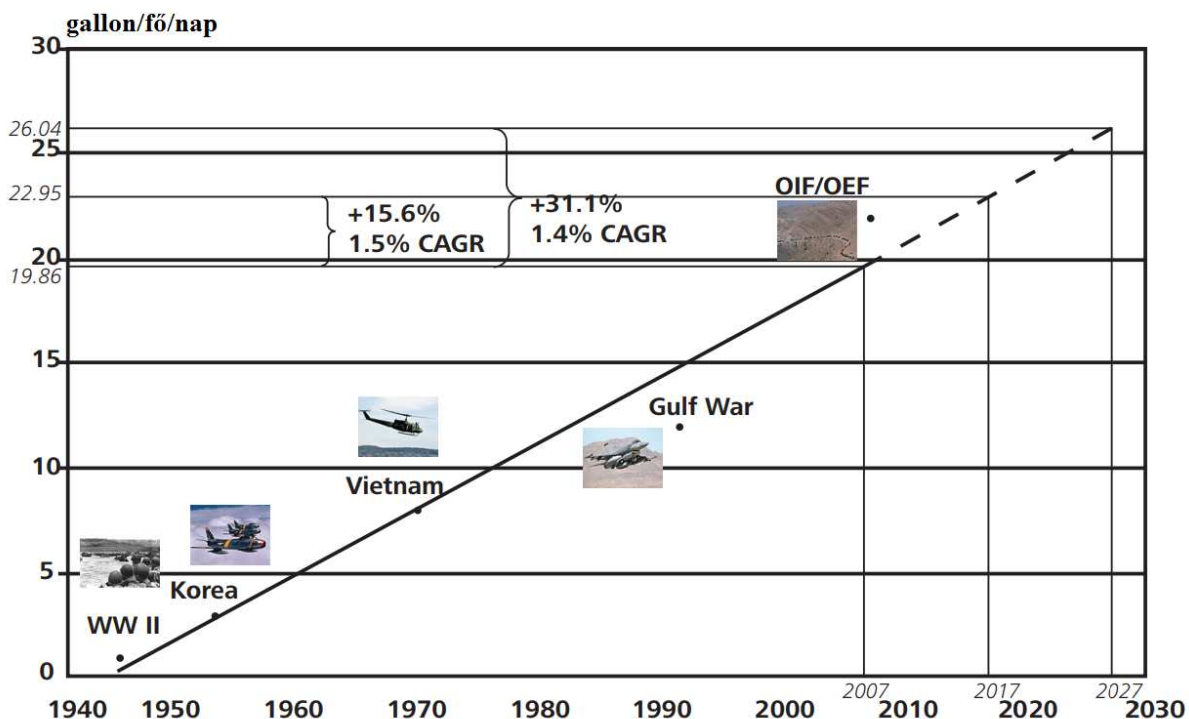 gallon/fő/nap
30
26.04
25
22.95
OIF/OEF
+15.6%
1.5% CAGR
+31.1%
1.4% CAGR
20
19.86
15
Gulf War
10
Vietnam
5
Korea
WW II
0
2007 2017 2027
1940 1950 1960 1970 1980 1990 2000 2010 2020 2030